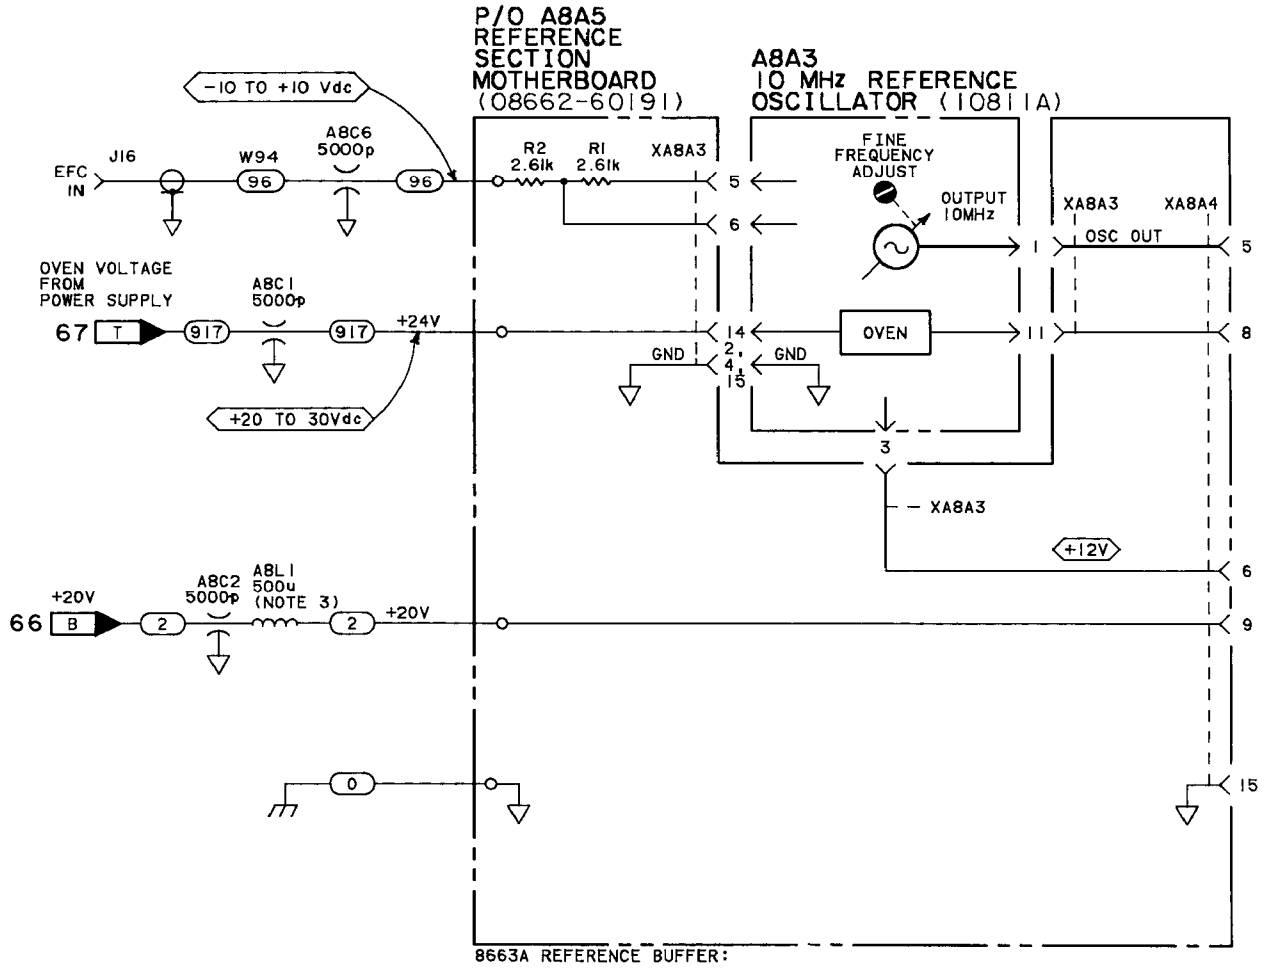 P/O A8A5
REFERENCE
SECTION
MOTHERBOARD
(08662-60191)
A8A3
10 MHz REFERENCE
OSCILLATOR (10811A)
-10 TO +10 Vdc
EFC
IN
J16
W94
96
A8C6
5000p
96
R2
2.61k
R1
2.61k
XA8A3
5
6
FINE
FREQUENCY
ADJUST
OUTPUT
10MHz
1
XA8A3
XA8A4
OSC OUT
5
OVEN VOLTAGE
FROM
POWER SUPPLY
67
T
917
A8C1
5000p
917
+24V
14
OVEN
11
8
GND
2,
4,
15
GND
+20 TO 30Vdc
3
XA8A3
+12V
6
66
+20V
B
2
A8C2
5000p
A8L1
500u
(NOTE 3)
2
+20V
9
0
15
8663A REFERENCE BUFFER: